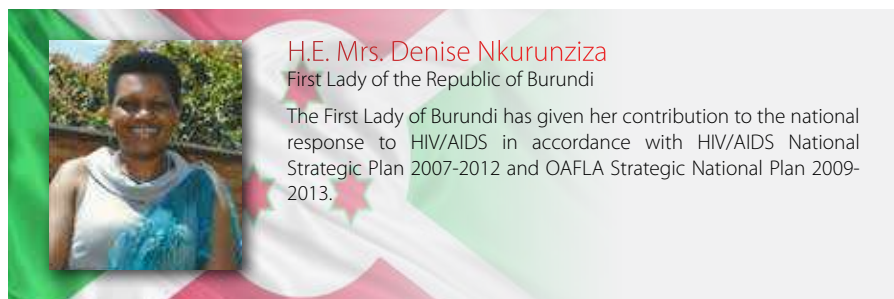 H.E. Mrs. Denise Nkurunziza
First Lady of the Republic of Burundi
The First Lady of Burundi has given her contribution to the national
response to HIV/AIDS in accordance with HIV/AIDS National
Strategic Plan 2007-2012 and OAFLA Strategic National Plan 2009-
2013.